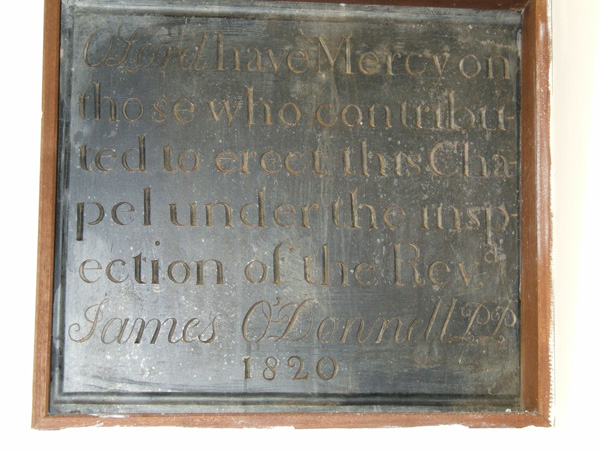 O Lord have Mercy on
those who contribu-
ted to erect this Cha-
pel under the insp-
ection of the Revd
James O'Donnell P.P
1820